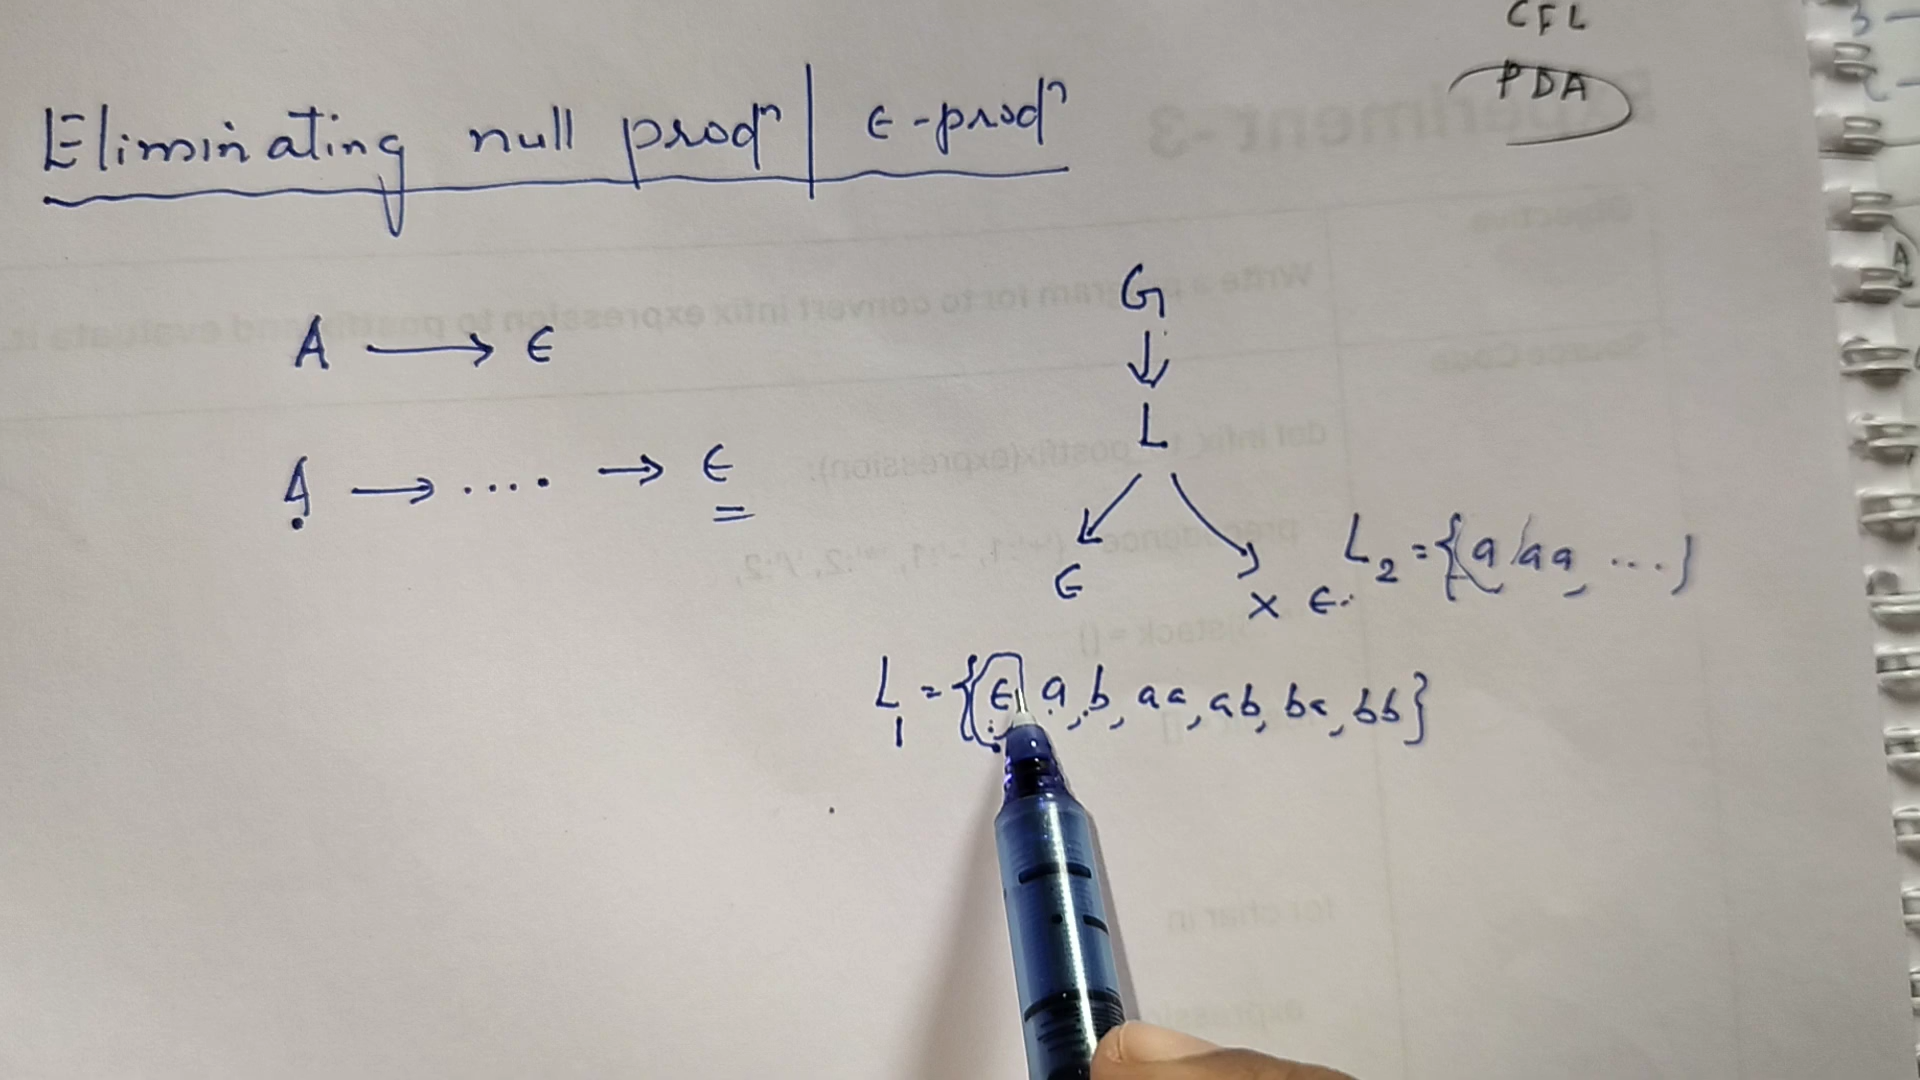 CFL
PDA
Eliminating null prodⁿ | ϵ-prodⁿ
G
A → ϵ
L
A → .... → ϵ
L₂ = {a, aa, ...}
ϵ × ϵ.
L₁ = {ϵ, a, b, aa, ab, ba, bb}